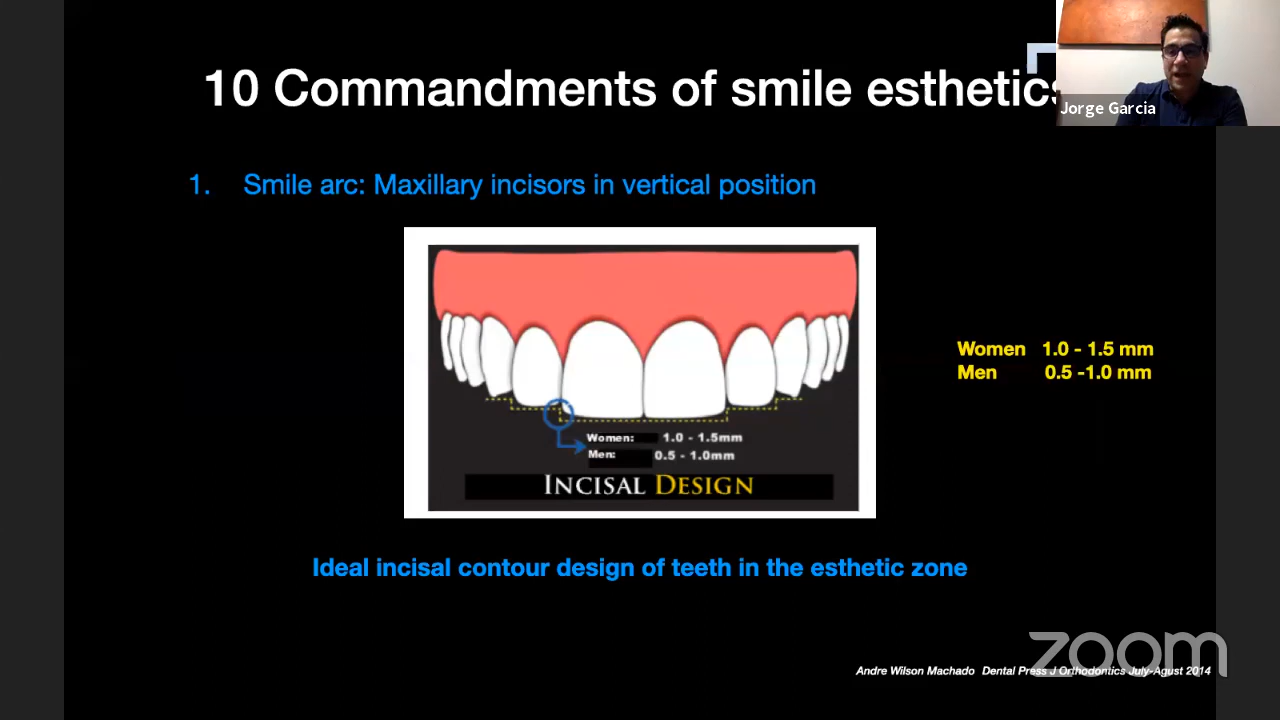 10 Commandments of smile esthetics
Jorge Garcia
1. Smile arc: Maxillary incisors in vertical position
Women 1.0 - 1.5 mm
Men 0.5 -1.0 mm
Women: 1.0 - 1.5mm
Men: 0.5 - 1.0mm
INCISAL DESIGN
Ideal incisal contour design of teeth in the esthetic zone
zoom
Andre Wilson Machado Dental Press J Orthodontics July-Agust 2014